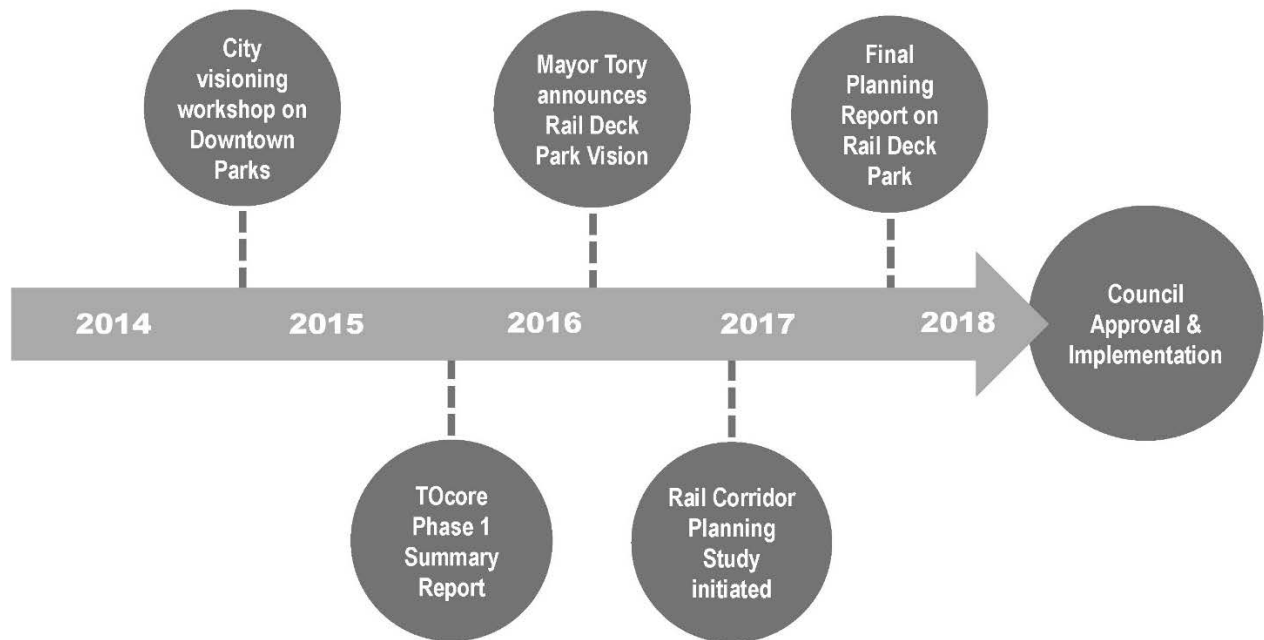 City
visioning
workshop on
Downtown
Parks
Mayor Tory
announces
Rail Deck
Park Vision
Final
Planning
Report on
Rail Deck
Park
2014
2015
2016
2017
2018
Council
Approval &
Implementation
TOcore
Phase 1
Summary
Report
Rail Corridor
Planning
Study
initiated